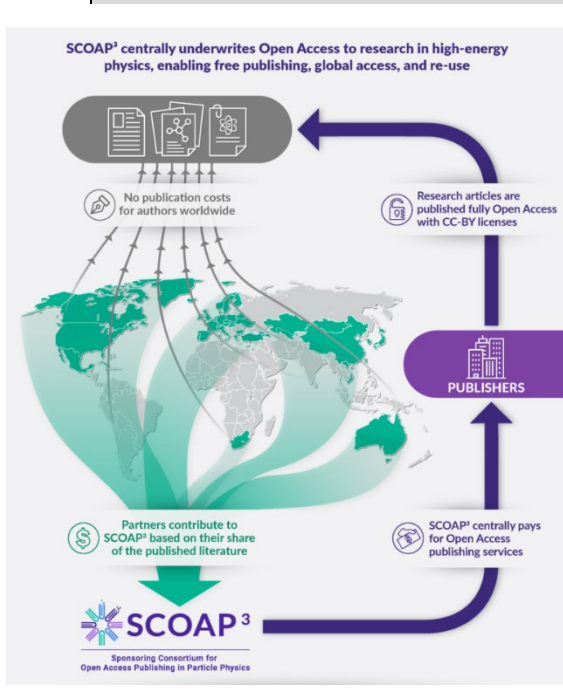 SCOAP³ centrally underwrites Open Access to research in high-energy
physics, enabling free publishing, global access, and re-use
No publication costs
for authors worldwide
Research articles are
published fully Open Access
with CC-BY licenses
PUBLISHERS
Partners contribute to
SCOAP³ based on their share
of the published literature
SCOAP³ centrally pays
for Open Access
publishing services
SCOAP³
Sponsoring Consortium for
Open Access Publishing in Particle Physics